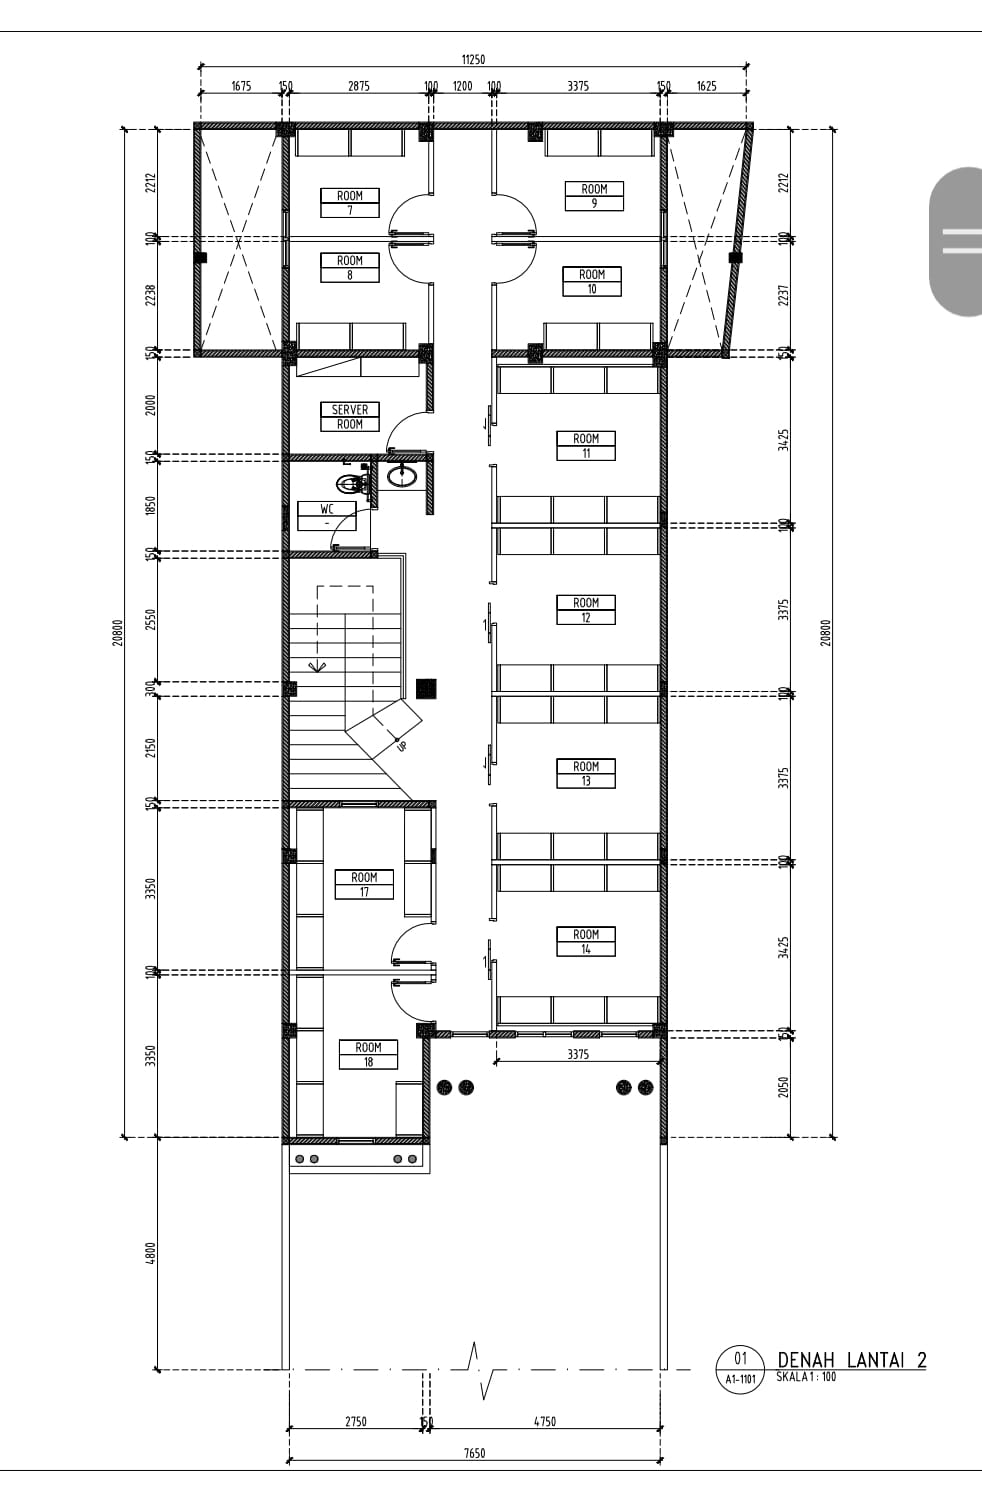 11250
1675 150 2875 100 1200 100 3375 150 1625
2212
100
2238
150
2000
150
1850
150
2550
300
2150
150
3350
100
3350
4800
20800
ROOM
7
ROOM
8
ROOM
9
ROOM
10
SERVER
ROOM
WC
-
ROOM
11
ROOM
12
ROOM
13
ROOM
14
UP
ROOM
17
ROOM
18
3375
2212
100
2237
150
3425
100
3375
100
3375
100
3425
150
2050
20800
01
A1-1101
DENAH LANTAI 2
SKALA 1 : 100
2750 150 4750
7650